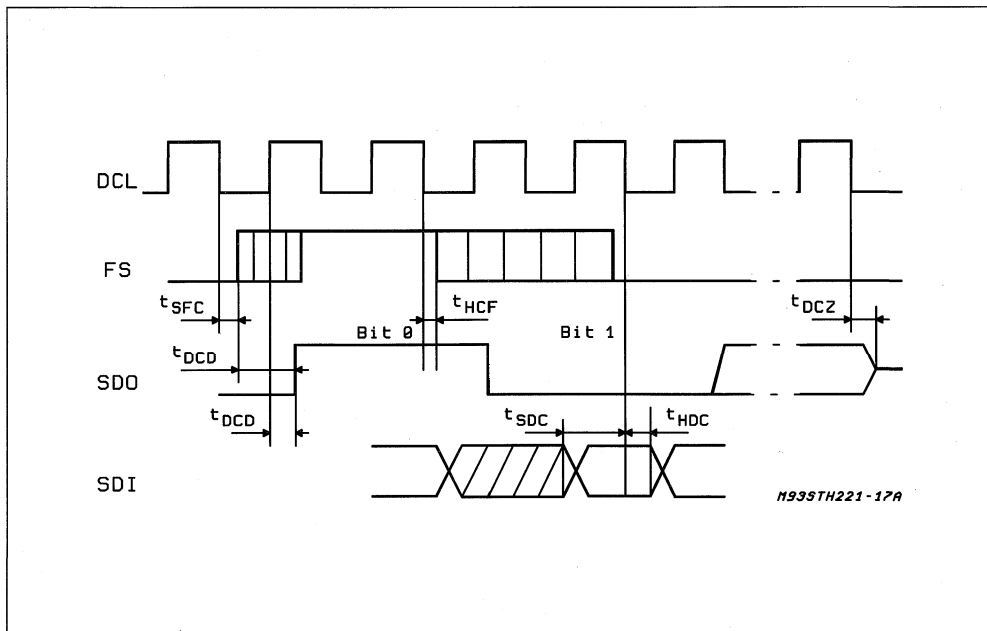 DCL
FS
tSFC
tHCF
tDCZ
Bit 0
Bit 1
tDCD
SDO
tDCD
tSDC
tHDC
SDI
M93STH221-17A